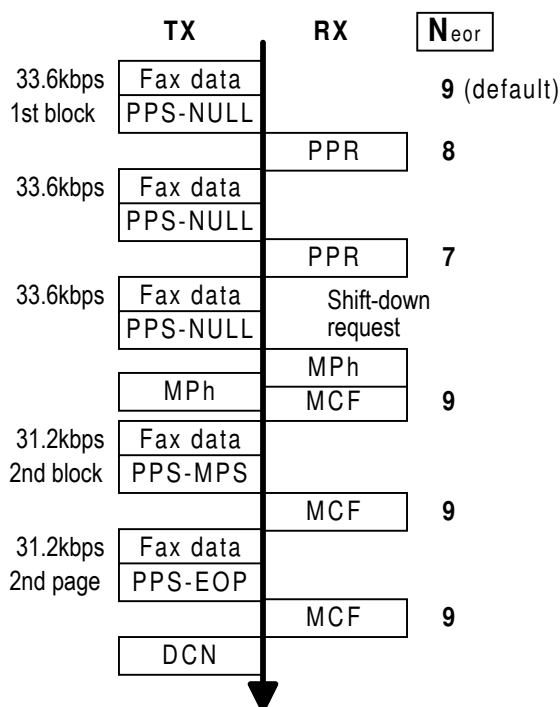 TX RX Neor
33.6kbps Fax data 9 (default)
1st block PPS-NULL
PPR 8
33.6kbps Fax data
PPS-NULL
PPR 7
33.6kbps Fax data Shift-down
PPS-NULL request
MPh
MPh MCF 9
31.2kbps Fax data
2nd block PPS-MPS
MCF 9
31.2kbps Fax data
2nd page PPS-EOP
MCF 9
DCN